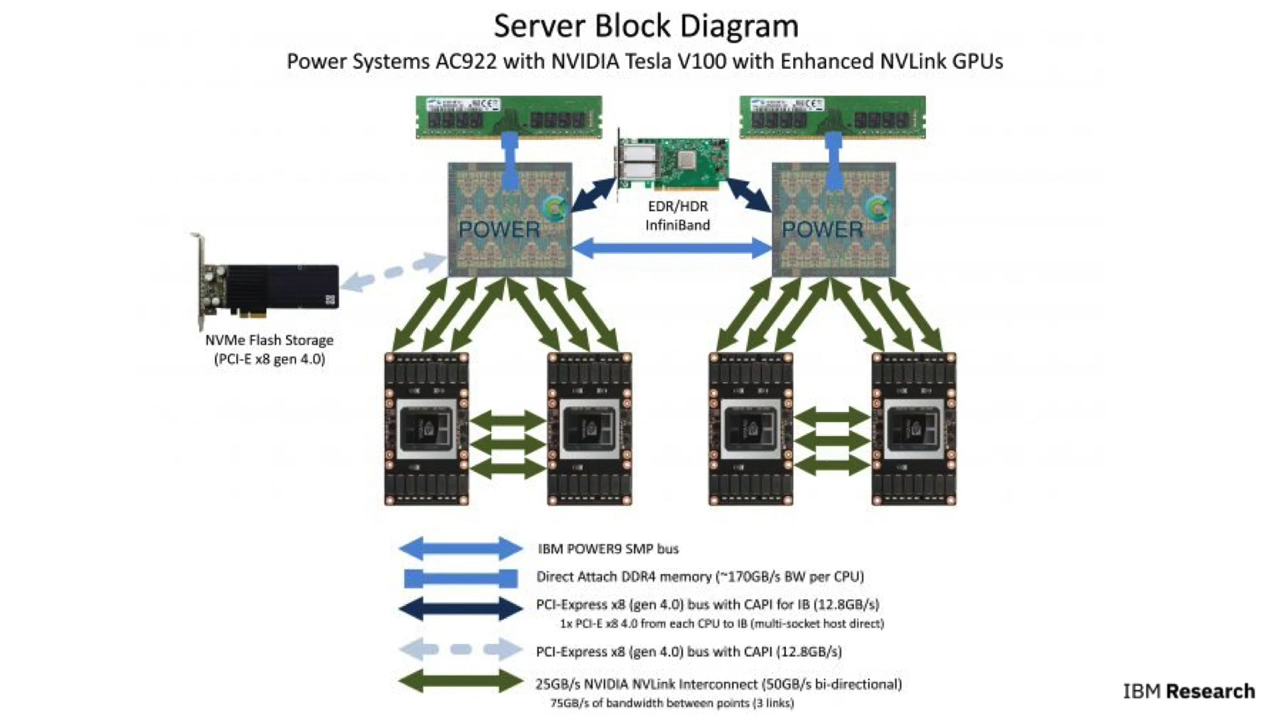 Server Block Diagram
Power Systems AC922 with NVIDIA Tesla V100 with Enhanced NVLink GPUs
EDR/HDR
InfiniBand
POWER
POWER
NVMe Flash Storage
(PCI-E x8 gen 4.0)
IBM POWER9 SMP bus
Direct Attach DDR4 memory (~170GB/s BW per CPU)
PCI-Express x8 (gen 4.0) bus with CAPI for IB (12.8GB/s)
1x PCI-E x8 4.0 from each CPU to IB (multi-socket host direct)
PCI-Express x8 (gen 4.0) bus with CAPI (12.8GB/s)
25GB/s NVIDIA NVLink Interconnect (50GB/s bi-directional)
75GB/s of bandwidth between points (3 links)
IBM Research